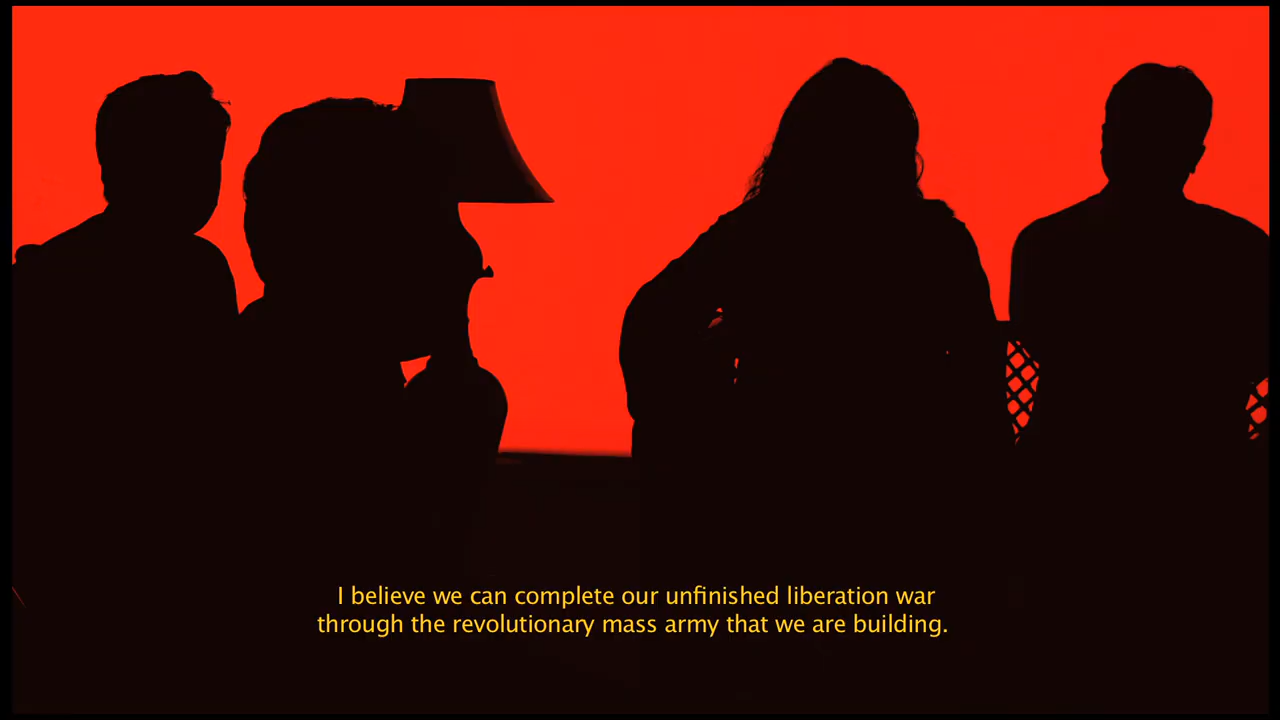 I believe we can complete our unfinished liberation war
through the revolutionary mass army that we are building.